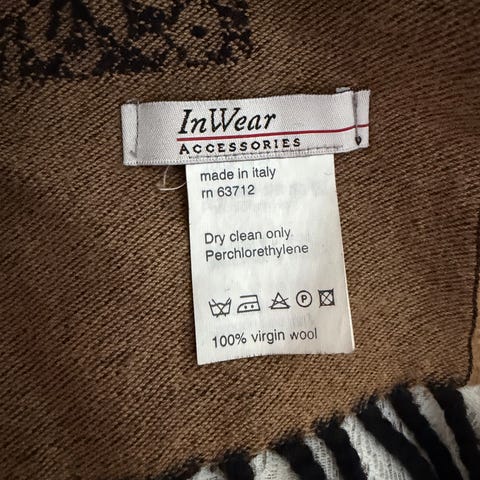 InWear
ACCESSORIES
made in italy
rn 63712
Dry clean only
Perchlorethylene
P
100% virgin wool